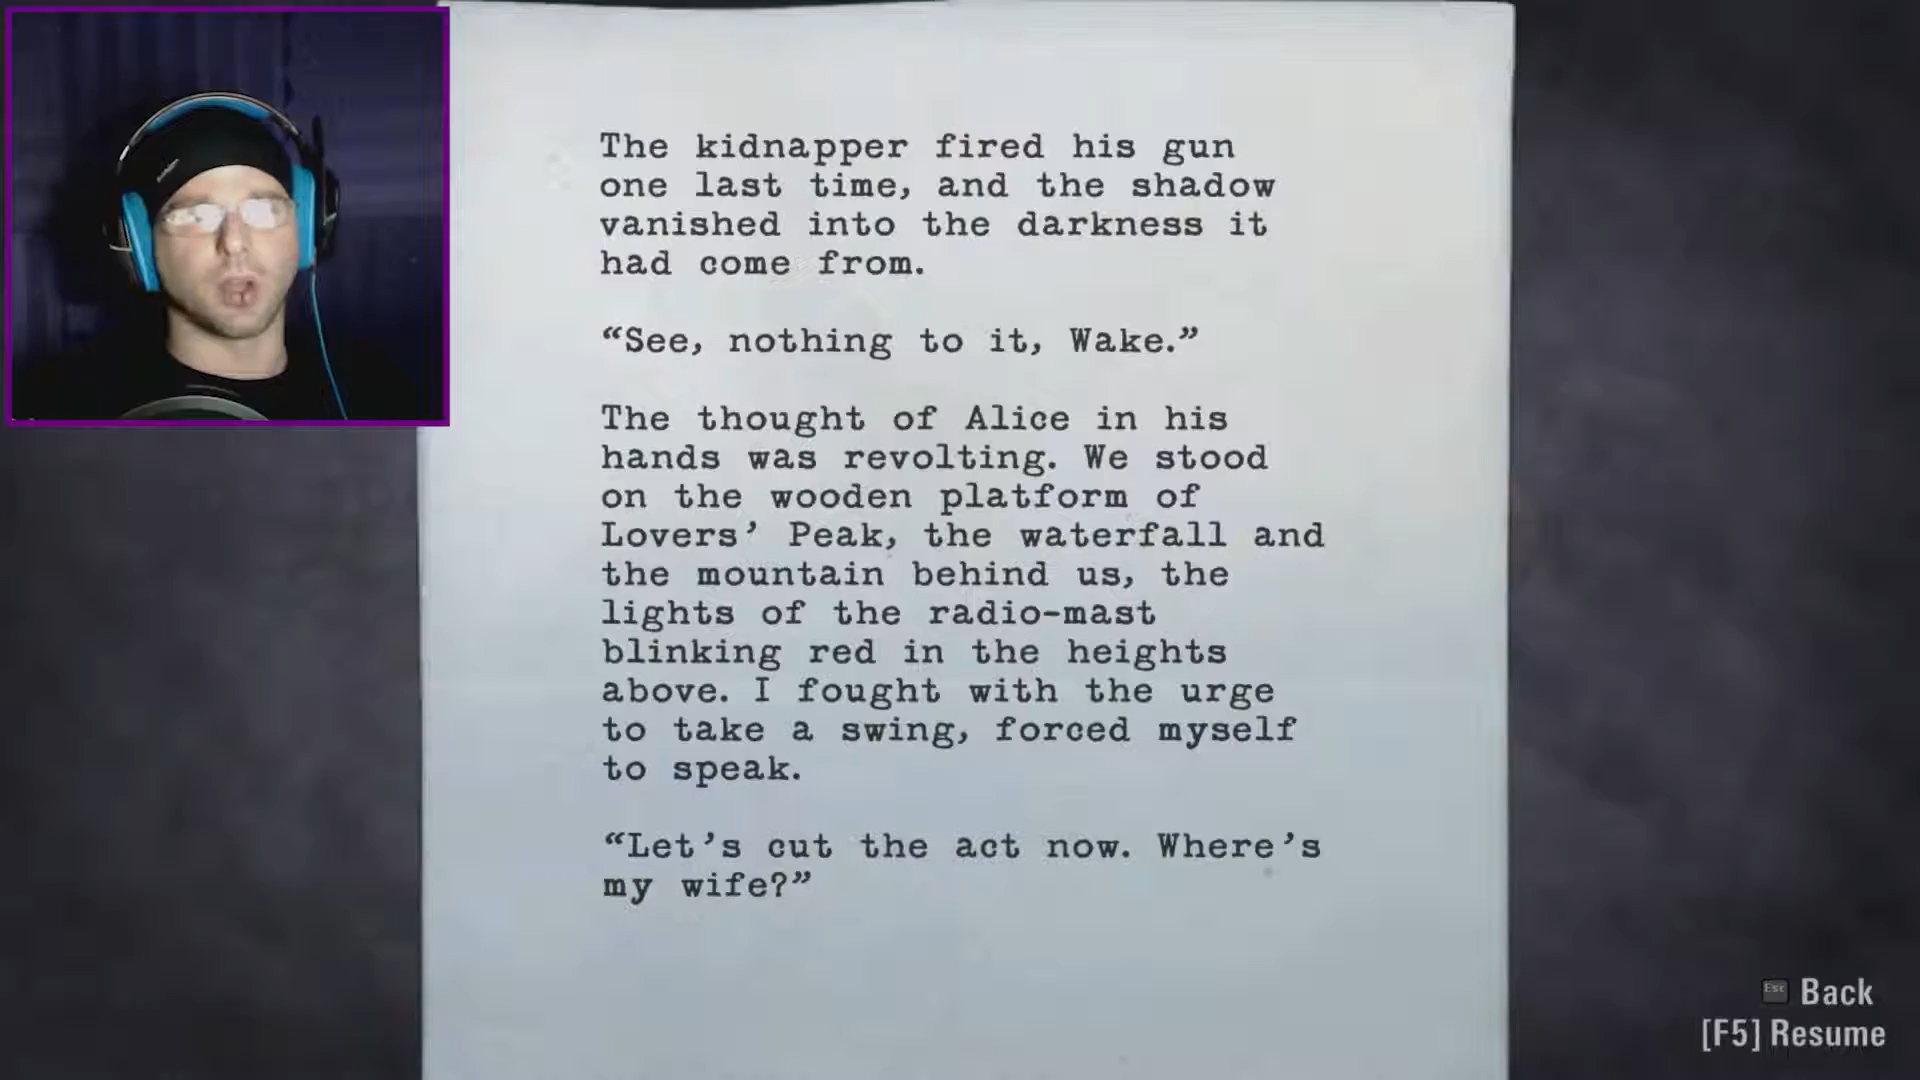 The kidnapper fired his gun
one last time, and the shadow
vanished into the darkness it
had come from.
“See, nothing to it, Wake.”
The thought of Alice in his
hands was revolting. We stood
on the wooden platform of
Lovers’ Peak, the waterfall and
the mountain behind us, the
lights of the radio-mast
blinking red in the heights
above. I fought with the urge
to take a swing, forced myself
to speak.
“Let’s cut the act now. Where’s
my wife?”
Esc Back
[F5] Resume